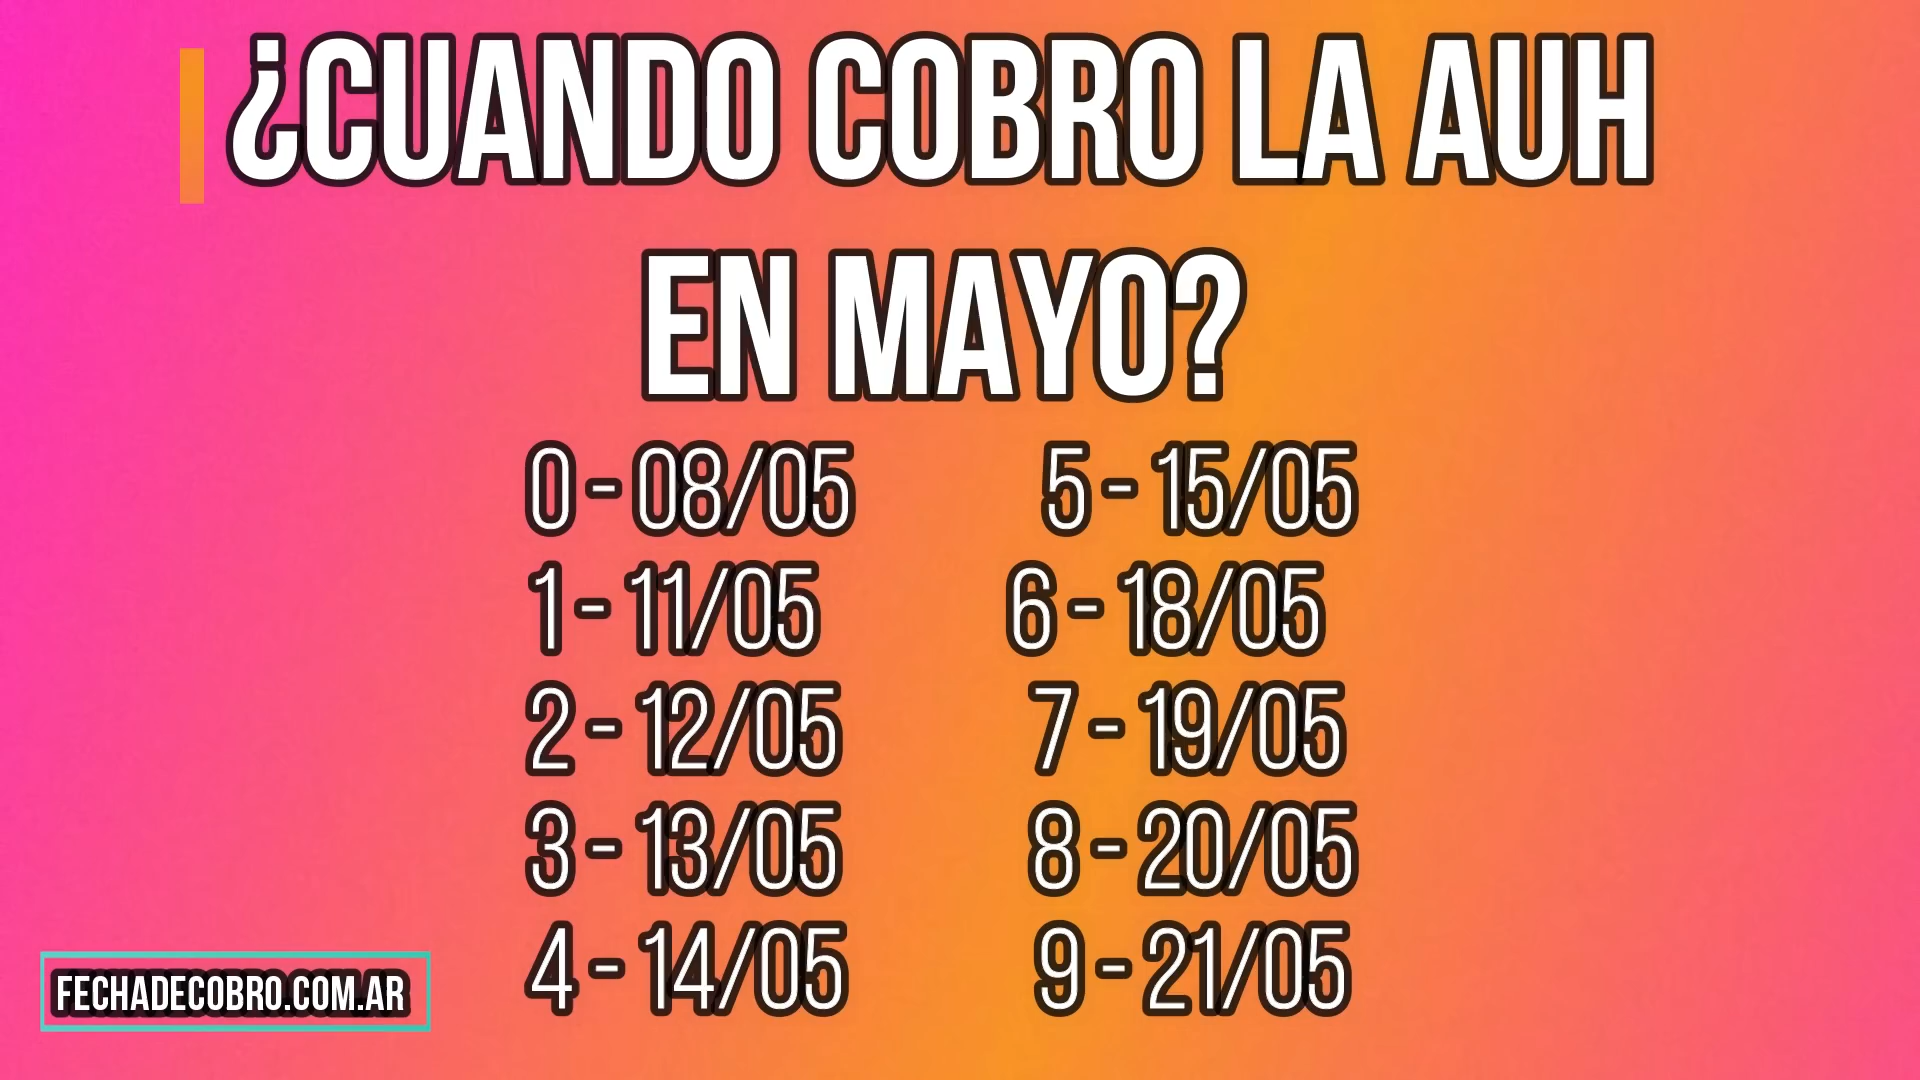 ¿CUANDO COBRO LA AUH
EN MAYO?
0 - 08/05 5 - 15/05
1 - 11/05 6 - 18/05
2 - 12/05 7 - 19/05
3 - 13/05 8 - 20/05
4 - 14/05 9 - 21/05
FECHADECOBRO.COM.AR